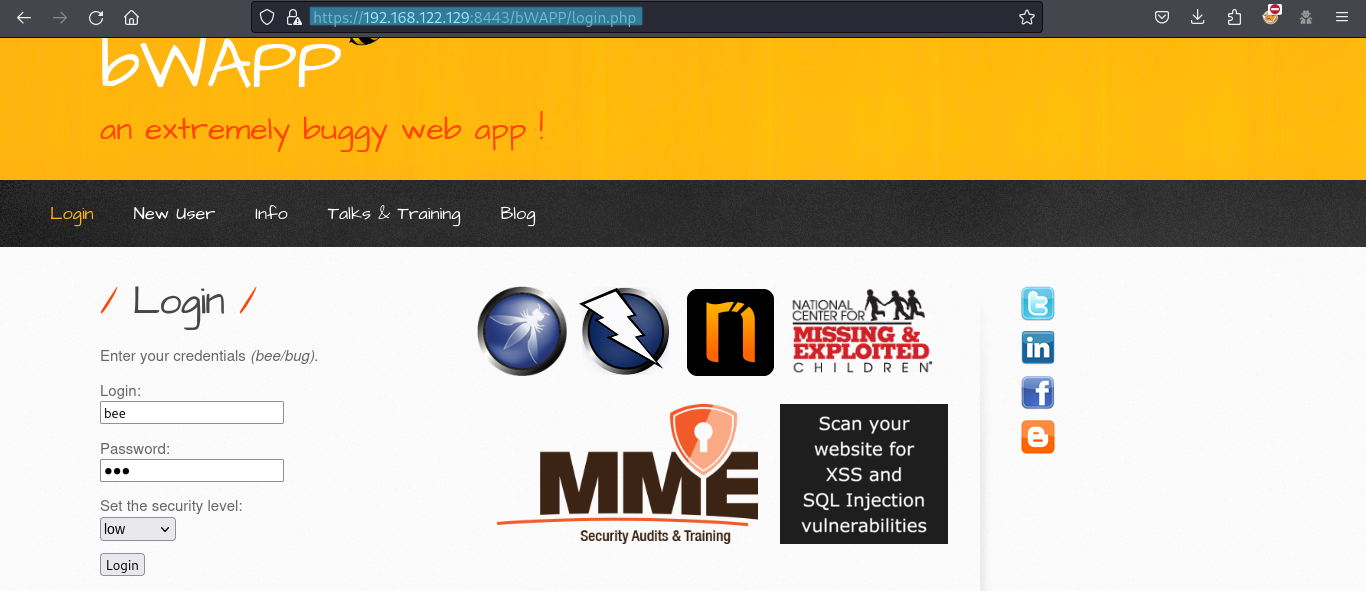 https://192.168.122.129:8443/bWAPP/login.php
bWAPP
an extremely buggy web app !
Login New User Info Talks & Training Blog
/ Login /
Enter your credentials (bee/bug).
Login:
bee
Password:
●●●
Set the security level:
low
Login
NATIONAL
CENTER FOR
MISSING &
EXPLOITED
CHILDREN®
MME
Security Audits & Training
Scan your
website for
XSS and
SQL Injection
vulnerabilities